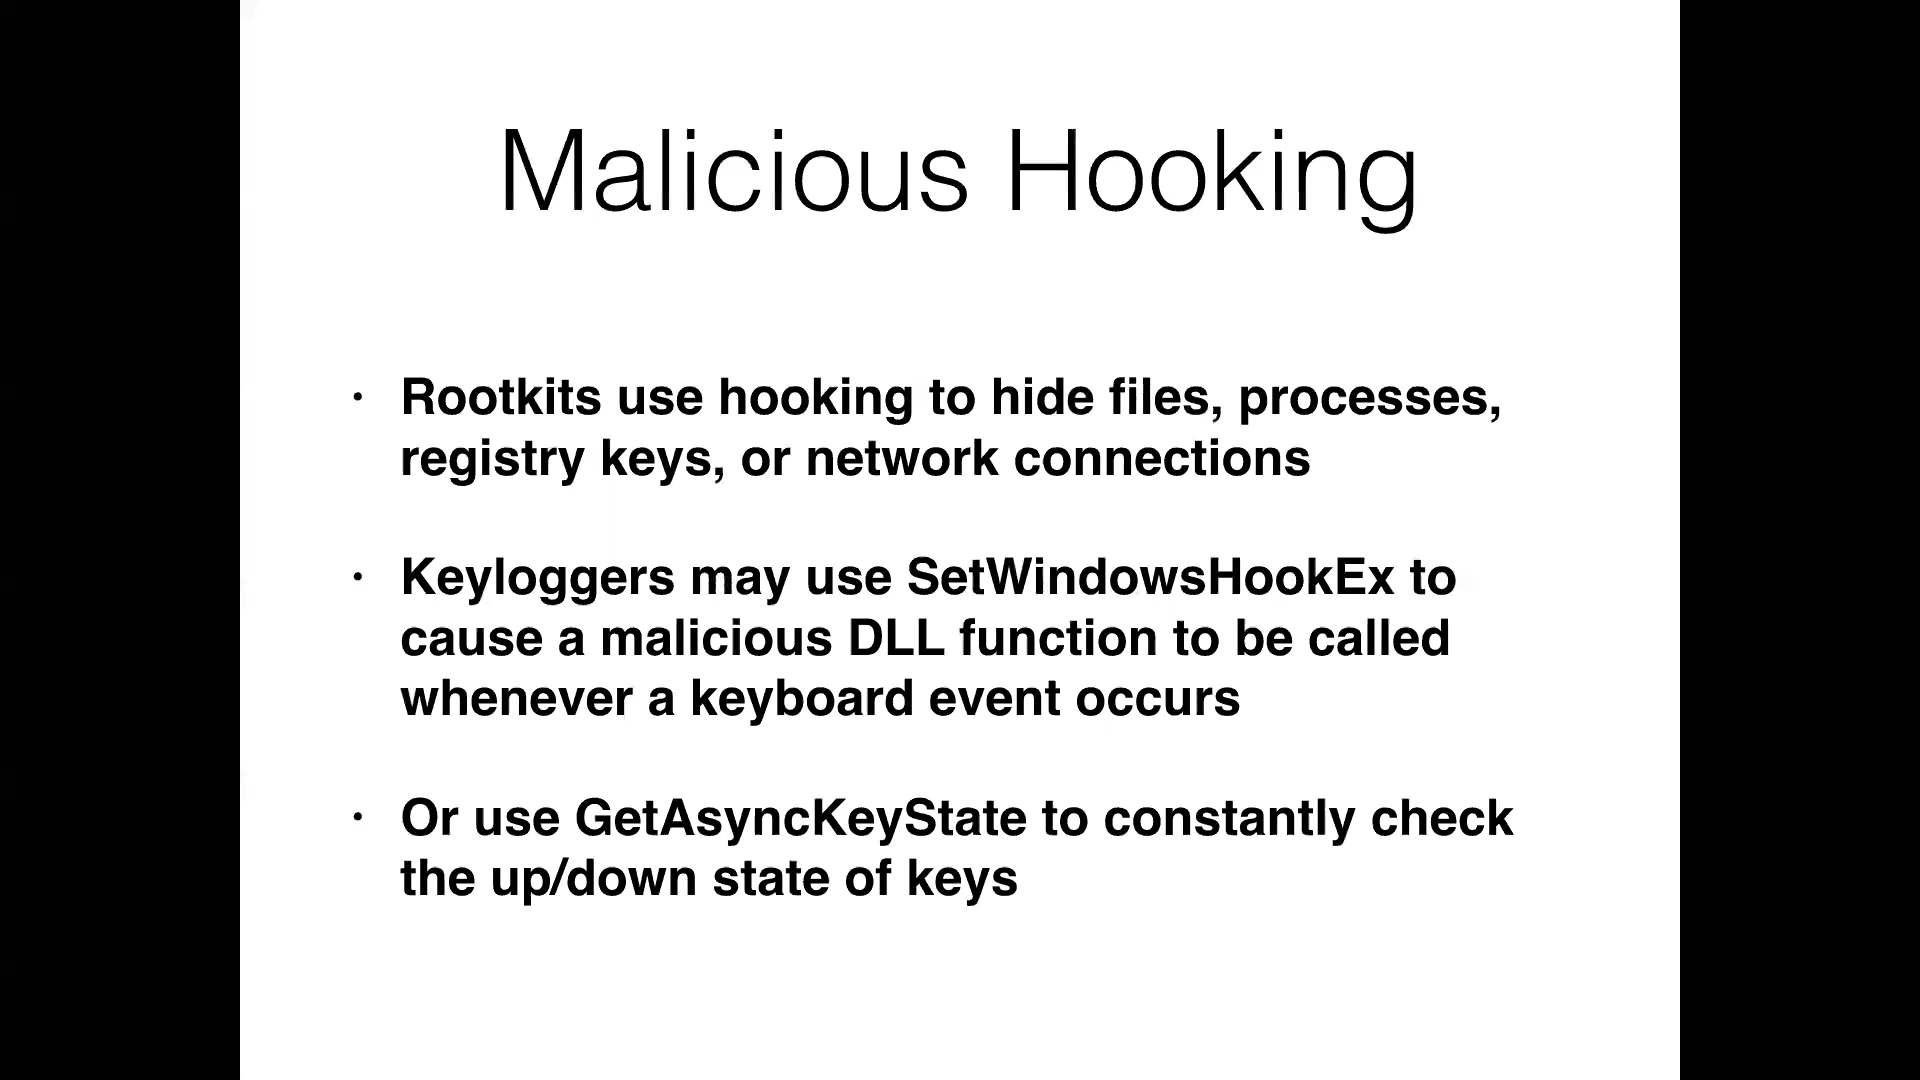 Malicious Hooking
• Rootkits use hooking to hide files, processes,
registry keys, or network connections
• Keyloggers may use SetWindowsHookEx to
cause a malicious DLL function to be called
whenever a keyboard event occurs
• Or use GetAsyncKeyState to constantly check
the up/down state of keys